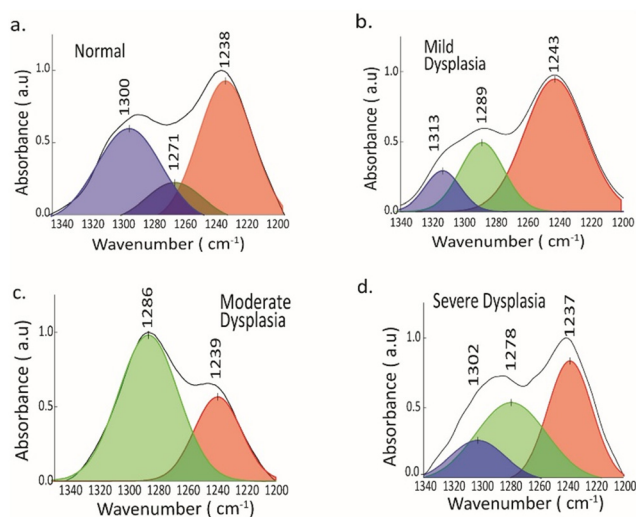 a.
Normal
1300
1271
1238
Absorbance ( a.u )
1.0
0.5
0.0
1340 1320 1300 1280 1260 1240 1220 1200
Wavenumber ( cm-1)
b.
Mild
Dysplasia
1313
1289
1243
Absorbance ( a.u )
1.0
0.5
0.0
1340 1320 1300 1280 1260 1240 1220 1200
Wavenumber ( cm-1)
c.
Moderate
Dysplasia
1286
1239
Absorbance ( a.u )
1.0
0.5
0.0
1340 1320 1300 1280 1260 1240 1220 1200
Wavenumber ( cm-1)
d.
Severe Dysplasia
1302
1278
1237
Absorbance ( a.u )
1.0
0.5
0.0
1340 1320 1300 1280 1260 1240 1220 1200
Wavenumber ( cm-1)